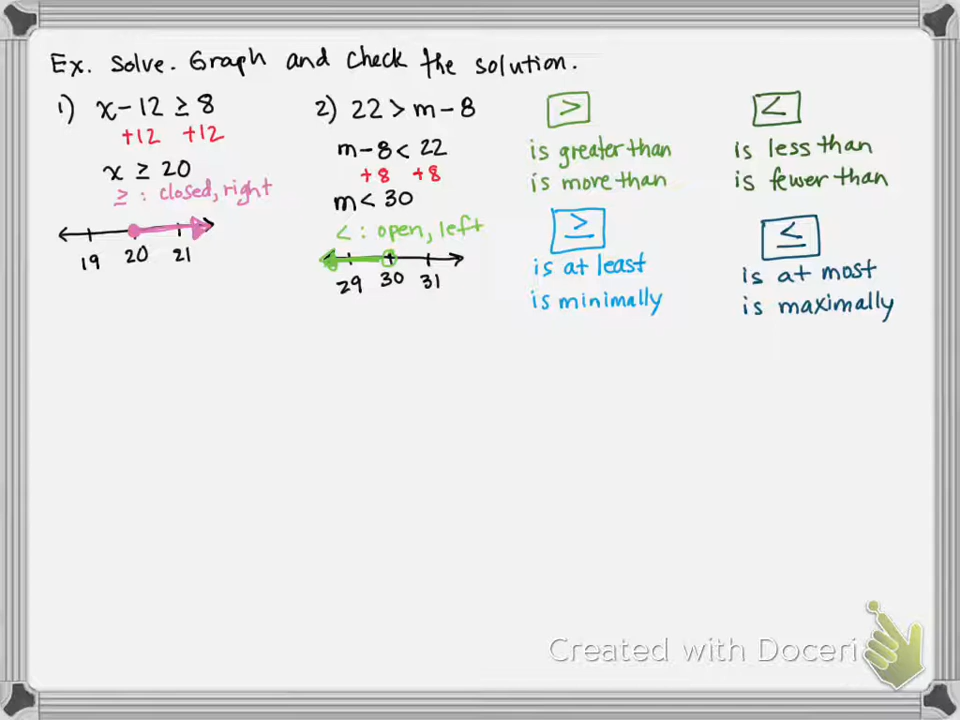 Ex. Solve. Graph and check the solution.
1) x - 12 ≥ 8
+12 +12
x ≥ 20
≥ : closed, right
19 20 21
2) 22 > m - 8
m - 8 < 22
+8 +8
m < 30
< : open, left
29 30 31
>
is greater than
is more than
<
is less than
is fewer than
≥
is at least
is minimally
≤
is at most
is maximally
Created with Doceri